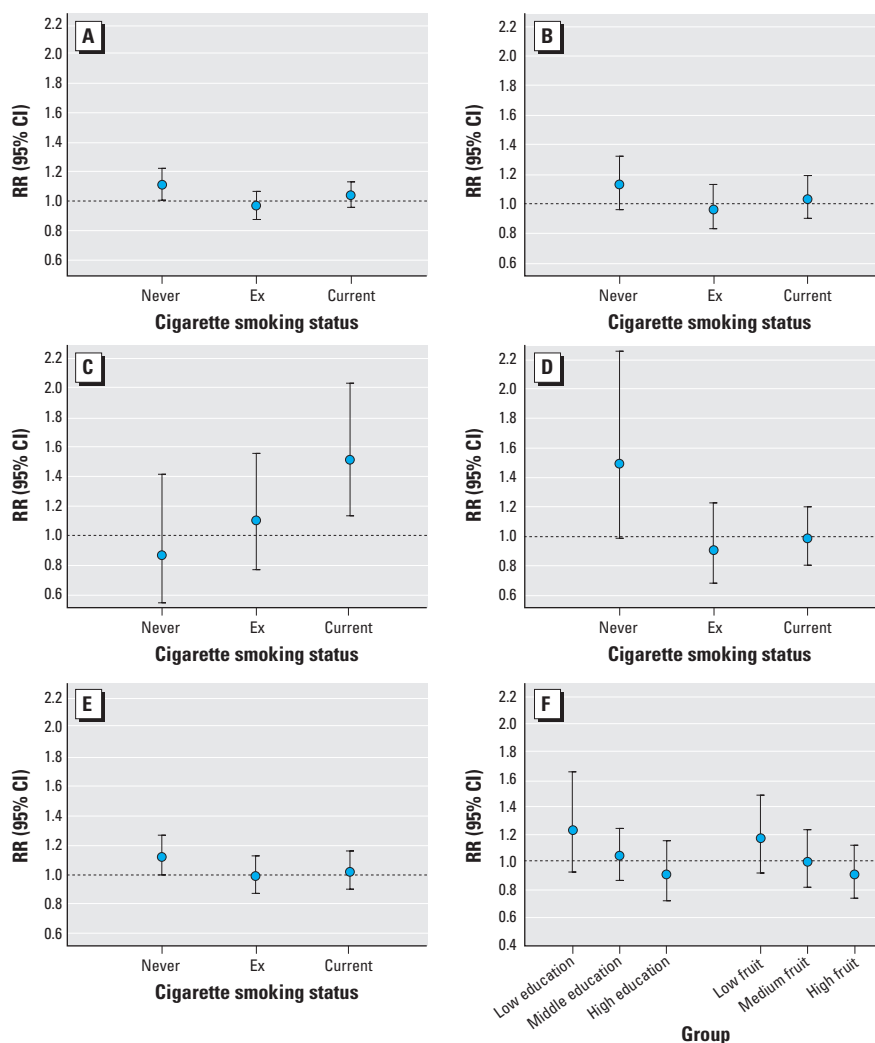 A
2.2
2.0
1.8
1.6
1.4
1.2
1.0
0.8
0.6
RR (95% CI)
Never Ex Current
Cigarette smoking status
B
2.2
2.0
1.8
1.6
1.4
1.2
1.0
0.8
0.6
RR (95% CI)
Never Ex Current
Cigarette smoking status
C
2.2
2.0
1.8
1.6
1.4
1.2
1.0
0.8
0.6
RR (95% CI)
Never Ex Current
Cigarette smoking status
D
2.2
2.0
1.8
1.6
1.4
1.2
1.0
0.8
0.6
RR (95% CI)
Never Ex Current
Cigarette smoking status
E
2.2
2.0
1.8
1.6
1.4
1.2
1.0
0.8
0.6
RR (95% CI)
Never Ex Current
Cigarette smoking status
F
2.2
2.0
1.8
1.6
1.4
1.2
1.0
0.8
0.6
0.4
RR (95% CI)
Low education
Middle education
High education
Low fruit
Medium fruit
High fruit
Group